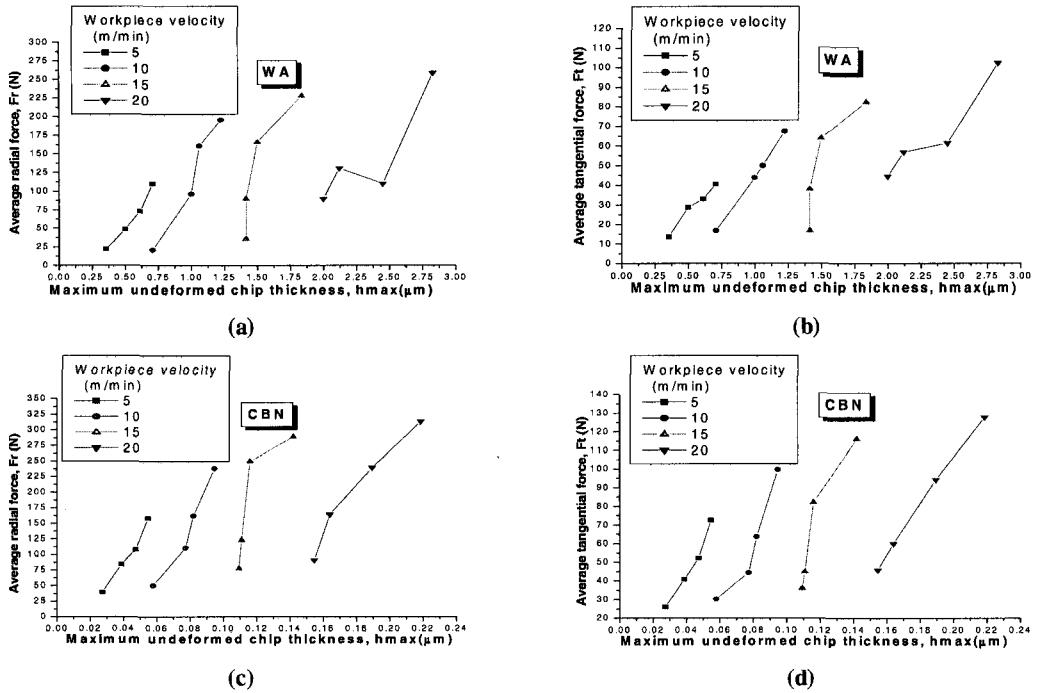 (a)
Workpiece velocity
(m/min)
5
10
15
20
WA
Average radial force, Fr (N)
300
275
250
225
200
175
150
125
100
75
50
25
0
0.00 0.25 0.50 0.75 1.00 1.25 1.50 1.75 2.00 2.25 2.50 2.75 3.00
Maximum undeformed chip thickness, hmax(μm)
(b)
Workpiece velocity
(m/min)
5
10
15
20
WA
Average tangential force, Ft (N)
120
110
100
90
80
70
60
50
40
30
20
10
0
0.00 0.25 0.50 0.75 1.00 1.25 1.50 1.75 2.00 2.25 2.50 2.75 3.00
Maximum undeformed chip thickness, hmax(μm)
(c)
Workpiece velocity
(m/min)
5
10
15
20
CBN
Average radial force, Fr (N)
350
325
300
275
250
225
200
175
150
125
100
75
50
25
0
0.00 0.02 0.04 0.06 0.08 0.10 0.12 0.14 0.16 0.18 0.20 0.22 0.24
Maximum undeformed chip thickness, hmax(μm)
(d)
Workpiece velocity
(m/min)
5
10
15
20
CBN
Average tangential force, Ft (N)
140
130
120
110
100
90
80
70
60
50
40
30
20
0.00 0.02 0.04 0.06 0.08 0.10 0.12 0.14 0.16 0.18 0.20 0.22 0.24
Maximum undeformed chip thickness, hmax(μm)